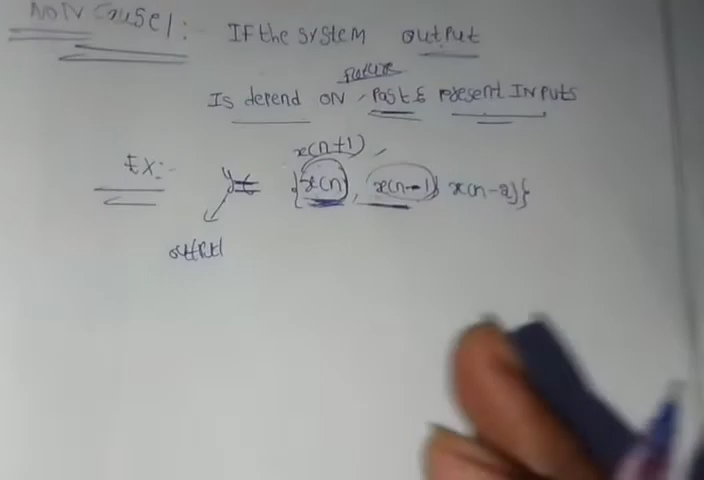 NON Causel:- IF the SYSTEM OUTPUT
Future
Is depend ON, Past & Present INPUTS
x(n+1),
Ex:- y= {x(n), x(n-1) x(n-2)}
output